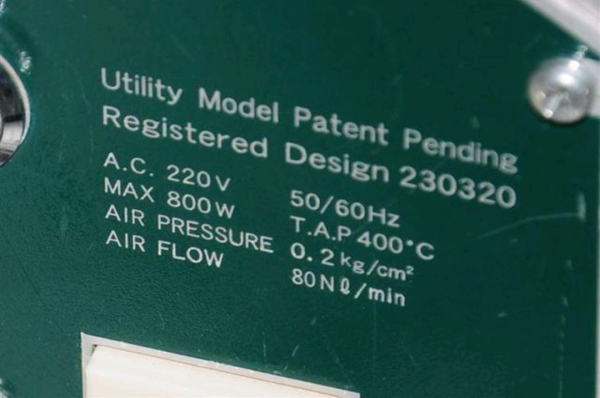 Utility Model Patent Pending
Registered Design 230320
A.C. 220V 50/60Hz
MAX 800W T.A.P 400°C
AIR PRESSURE 0.2kg/cm²
AIR FLOW 80Nℓ/min